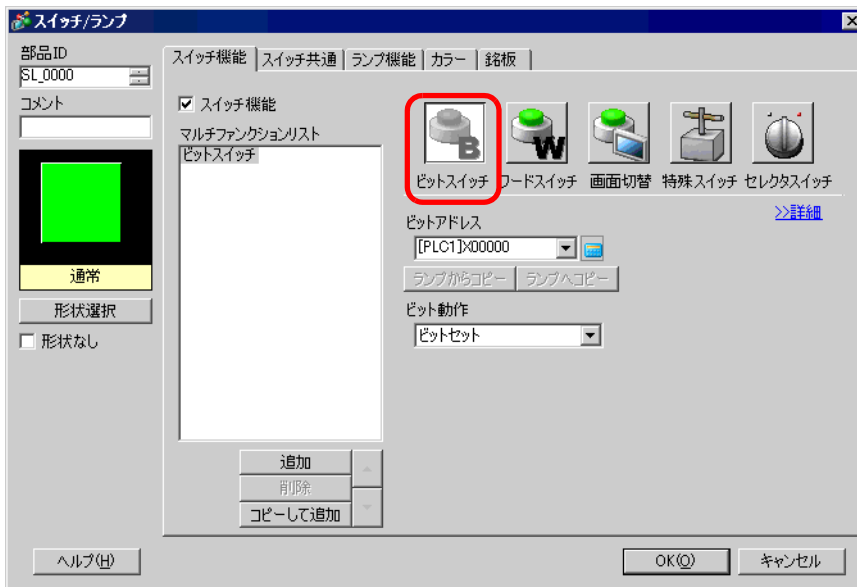 スイッチ/ランプ
部品ID
SL_0000
コメント
通常
形状選択
形状なし
スイッチ機能 スイッチ共通 ランプ機能 カラー 銘板
スイッチ機能
マルチファンクションリスト
ビットスイッチ
追加
削除
コピーして追加
B W
ビットスイッチ ワードスイッチ 画面切替 特殊スイッチ セレクタスイッチ
>>詳細
ビットアドレス
[PLC1]X00000
ランプからコピー ランプへコピー
ビット動作
ビットセット
ヘルプ(H) OK(O) キャンセル